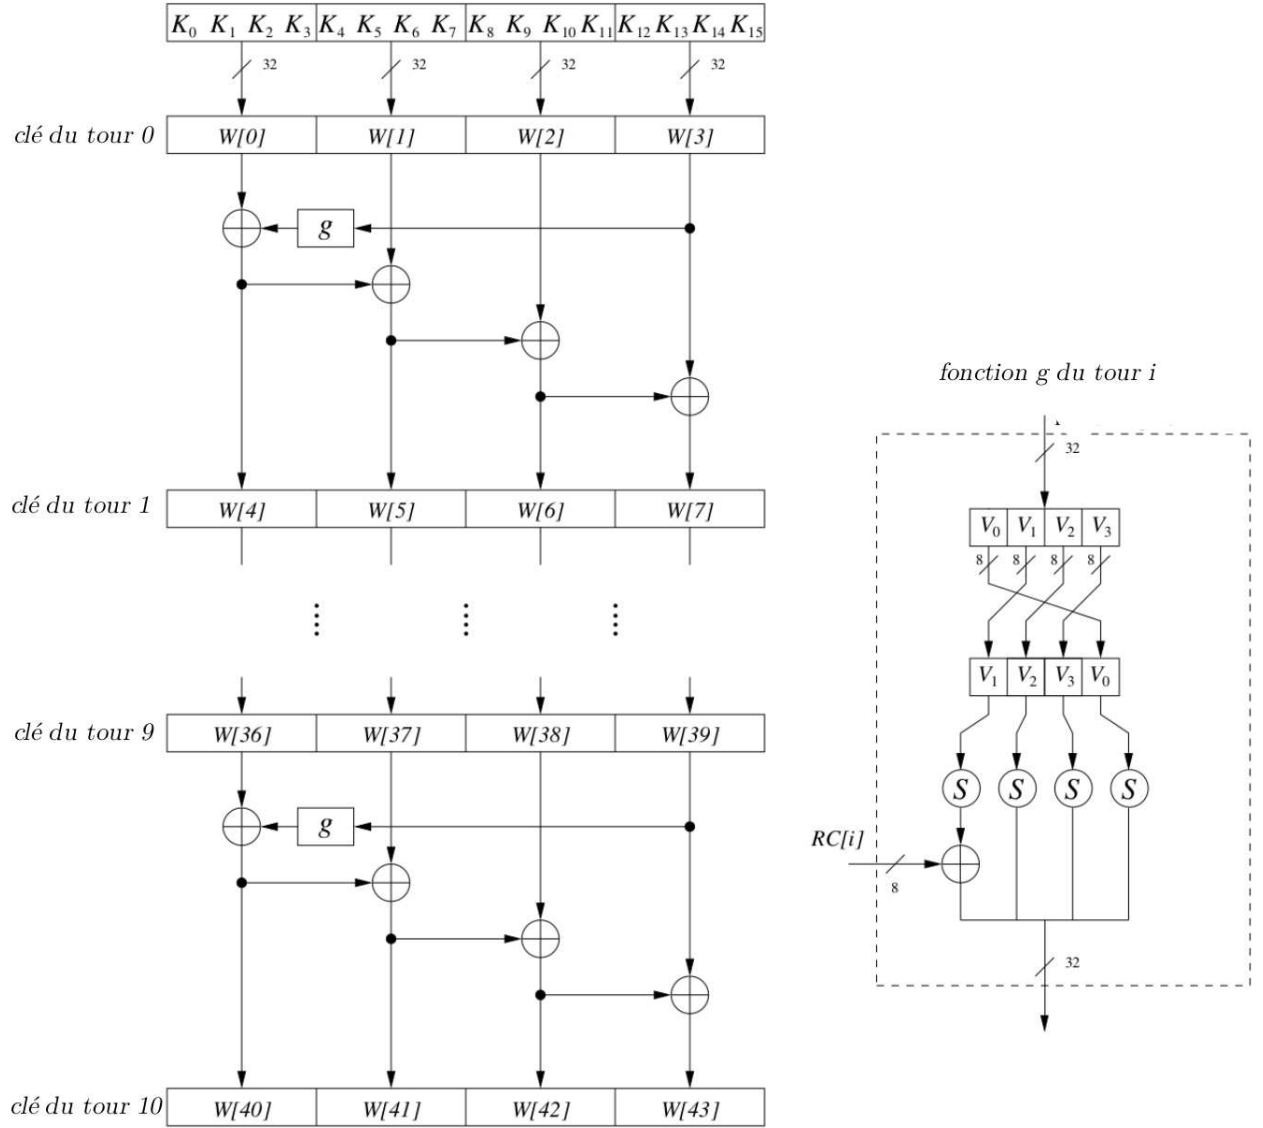 K0 K1 K2 K3 K4 K5 K6 K7 K8 K9 K10 K11 K12 K13 K14 K15
32 32 32 32
clé du tour 0 W[0] W[1] W[2] W[3]
g
clé du tour 1 W[4] W[5] W[6] W[7]
clé du tour 9 W[36] W[37] W[38] W[39]
g
clé du tour 10 W[40] W[41] W[42] W[43]
fonction g du tour i
32
V0 V1 V2 V3
8 8 8 8
V1 V2 V3 V0
S S S S
RC[i]
8
32